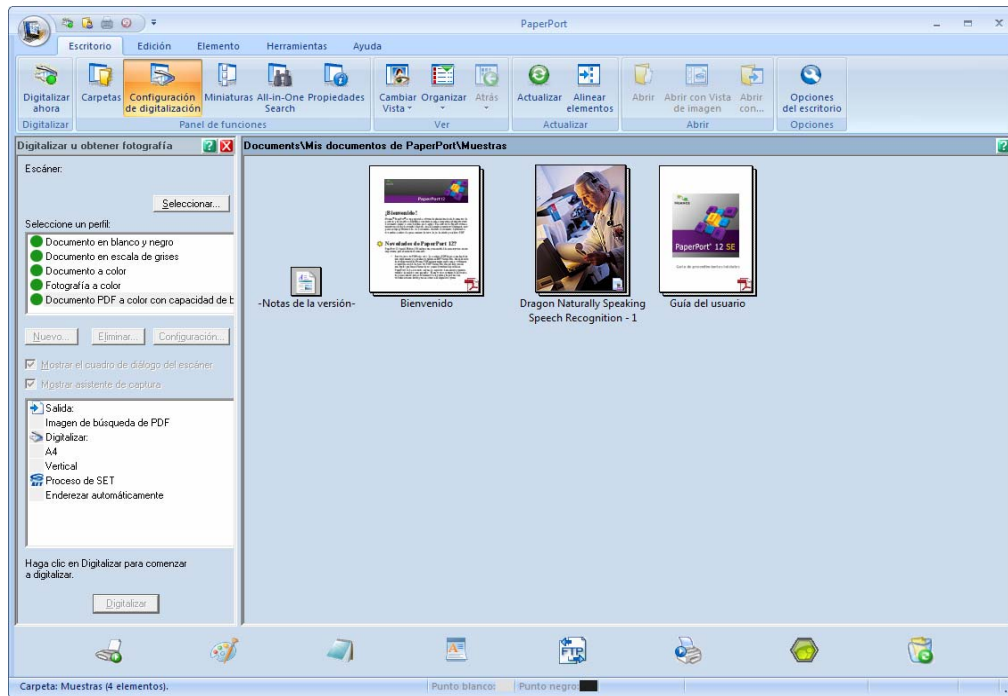 PaperPort
Escritorio Edición Elemento Herramientas Ayuda
Digitalizar ahora
Carpetas
Configuración de digitalización
Miniaturas
All-in-One Search
Propiedades
Cambiar Vista
Organizar
Atrás
Actualizar
Alinear elementos
Abrir
Abrir con Vista de imagen
Abrir con...
Opciones del escritorio
Digitalizar Panel de funciones Ver Actualizar Abrir Opciones
Digitalizar u obtener fotografía
Documents\Mis documentos de PaperPort\Muestras
Escáner:
Seleccionar...
Seleccione un perfil:
Documento en blanco y negro
Documento en escala de grises
Documento a color
Fotografía a color
Documento PDF a color con capacidad de b
Nuevo... Eliminar... Configuración...
Mostrar el cuadro de diálogo del escáner
Mostrar asistente de captura
Salida:
Imagen de búsqueda de PDF
Digitalizar:
A4
Vertical
Proceso de SET
Enderezar automáticamente
Haga clic en Digitalizar para comenzar
a digitalizar.
Digitalizar
PaperPort 12
¡Bienvenido!
Novedades de PaperPort 12?
PaperPort® 12 SE
-Notas de la versión-
Bienvenido
Dragon Naturally Speaking
Speech Recognition - 1
Guía del usuario
FTP
Carpeta: Muestras (4 elementos).
Punto blanco:
Punto negro: